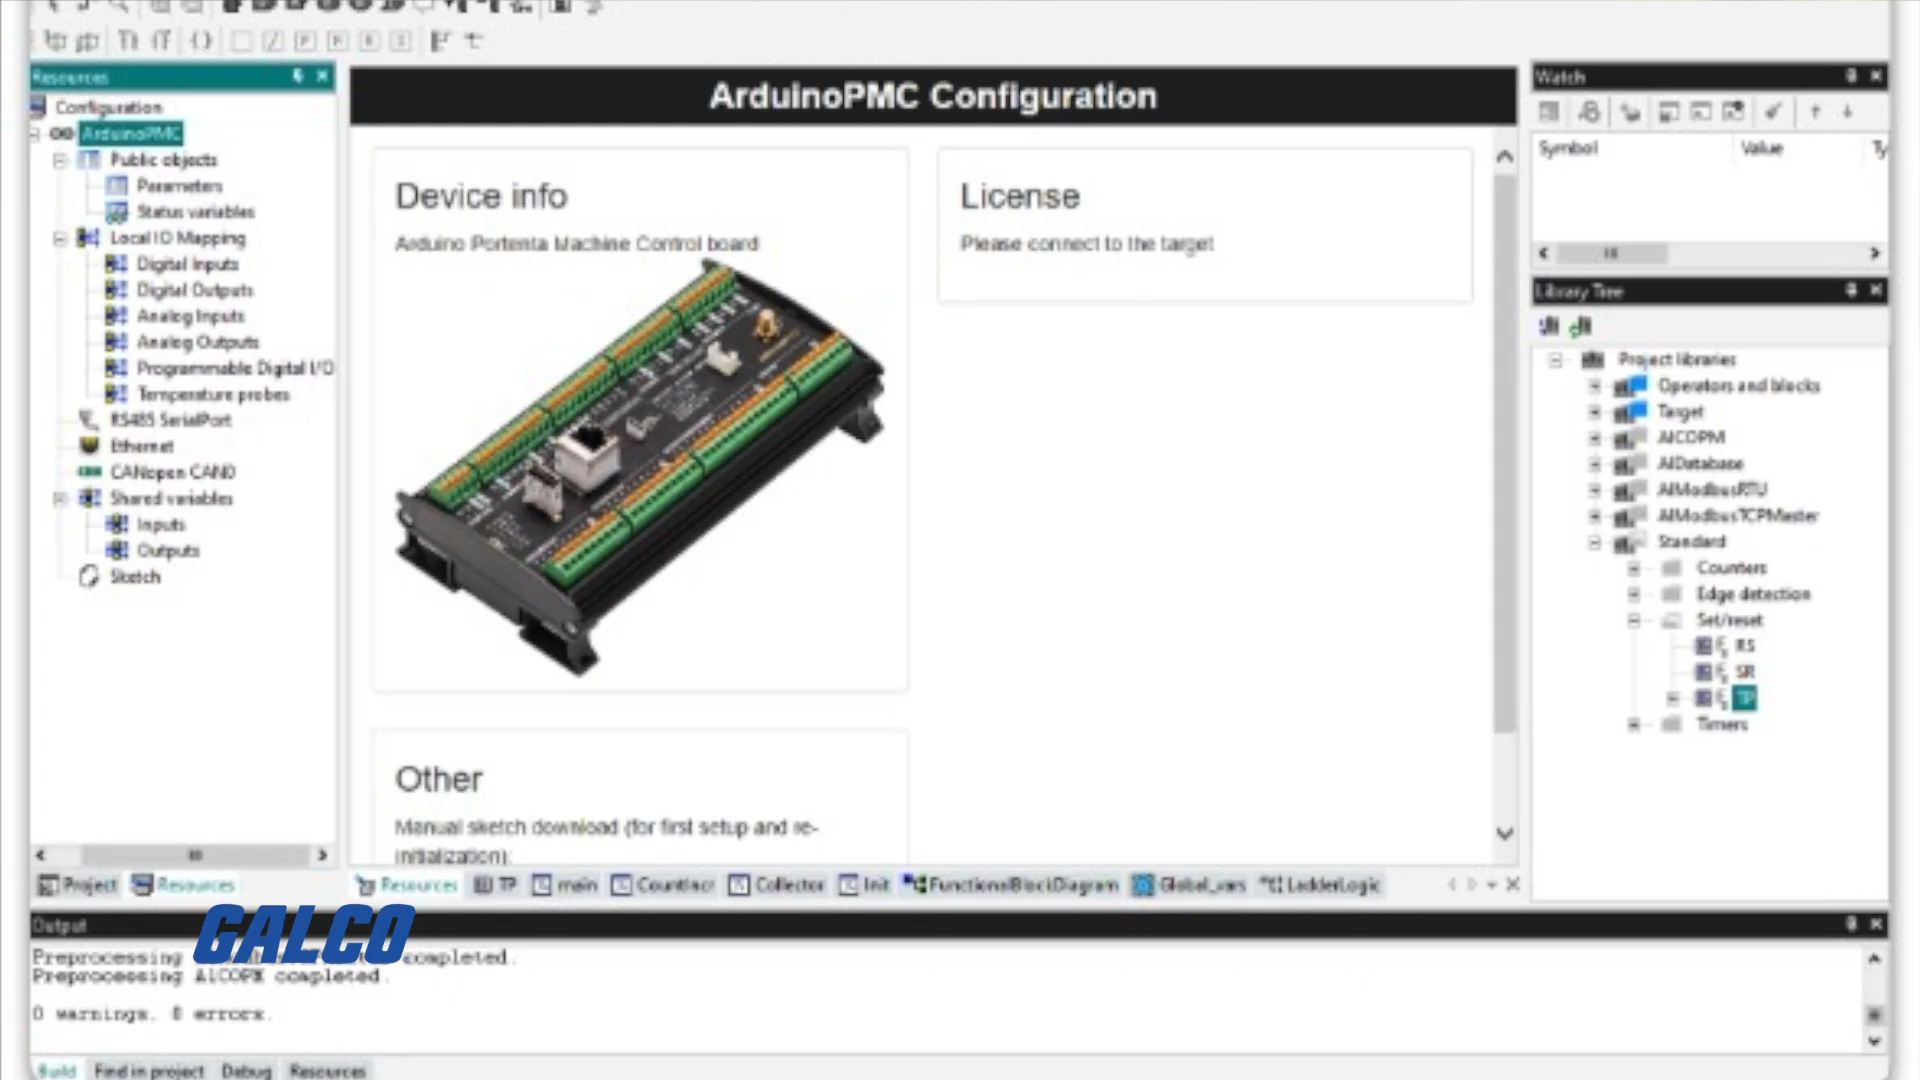 Resources
Configuration
ArduinoPMC
Public objects
Parameters
Status variables
Local IO Mapping
Digital Inputs
Digital Outputs
Analog Inputs
Analog Outputs
Programmable Digital I/O
Temperature probes
RS485 SerialPort
Ethernet
CANopen CAN0
Shared variables
Inputs
Outputs
Sketch
Project
Resources
ArduinoPMC Configuration
Device info
Arduino Portenta Machine Control board
License
Please connect to the target
Other
Manual sketch download (for first setup and re-
initialization):
Resources
TP
main
CountIncr
Collector
Init
FunctionalBlockDiagram
Global_vars
LadderLogic
Watch
Symbol
Value
Ty
Library Tree
Project libraries
Operators and blocks
Target
AlCOPM
AlDatabase
AlModbusRTU
AlModbusTCPMaster
Standard
Counters
Edge detection
Set/reset
RS
SR
TP
Timers
Output
Preprocessing
completed.
Preprocessing AlCOPM completed.
0 warnings, 0 errors.
GALCO
Build
Find in project
Debug
Resources